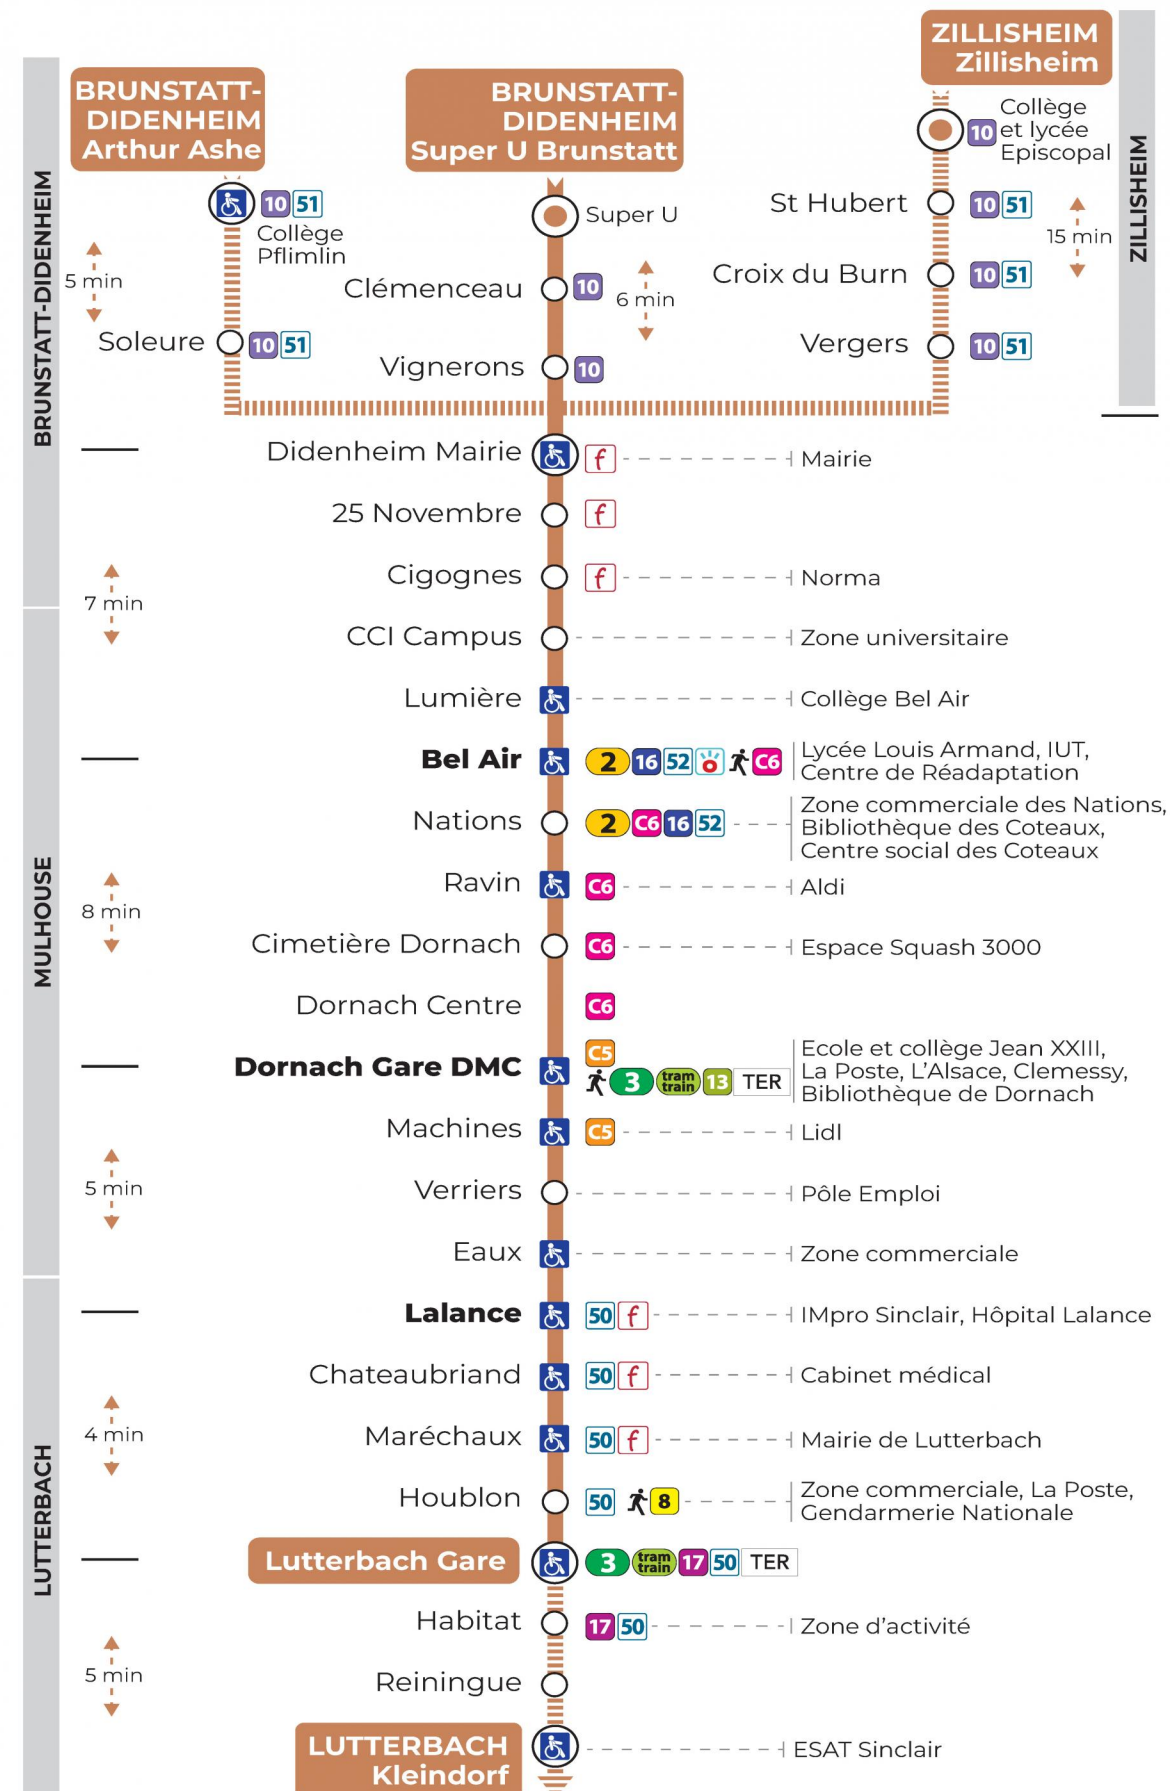 BRUNSTATT-
DIDENHEIM
Arthur Ashe
BRUNSTATT-
DIDENHEIM
Super U Brunstatt
ZILLISHEIM
Zillisheim
BRUNSTATT-DIDENHEIM
ZILLISHEIM
10 Collège
et lycée
Episcopal
10 51
Collège
Pflimlin
Super U
St Hubert 10 51
15 min
5 min
Clémenceau 10
6 min
Croix du Burn 10 51
Soleure 10 51
Vignerons 10
Vergers 10 51
Didenheim Mairie f Mairie
25 Novembre f
Cigognes f Norma
7 min
CCI Campus Zone universitaire
Lumière Collège Bel Air
MULHOUSE
Bel Air 2 16 52 C6 Lycée Louis Armand, IUT,
Centre de Réadaptation
Nations 2 C6 16 52 Zone commerciale des Nations,
Bibliothèque des Coteaux,
Centre social des Coteaux
Ravin C6 Aldi
8 min
Cimetière Dornach C6 Espace Squash 3000
Dornach Centre C6
Dornach Gare DMC C5 Ecole et collège Jean XXIII,
3 tram train 13 TER La Poste, L'Alsace, Clemessy,
Bibliothèque de Dornach
Machines C5 Lidl
5 min
Verriers Pôle Emploi
Eaux Zone commerciale
LUTTERBACH
Lalance 50 f IMpro Sinclair, Hôpital Lalance
Chateaubriand 50 f Cabinet médical
4 min
Maréchaux 50 f Mairie de Lutterbach
Houblon 50 8 Zone commerciale, La Poste,
Gendarmerie Nationale
Lutterbach Gare 3 tram train 17 50 TER
Habitat 17 50 Zone d'activité
5 min
Reiningue
LUTTERBACH
Kleindorf
ESAT Sinclair